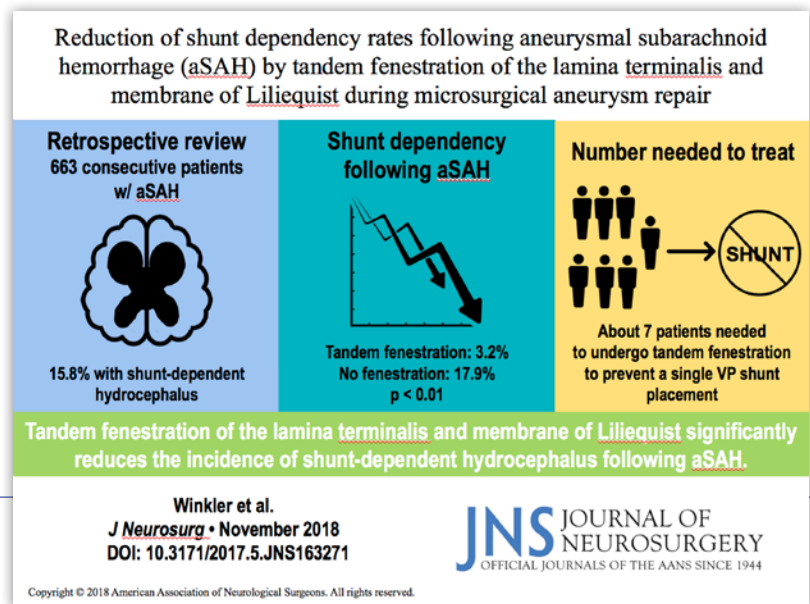 Reduction of shunt dependency rates following aneurysmal subarachnoid
hemorrhage (aSAH) by tandem fenestration of the lamina terminalis and
membrane of Liliequist during microsurgical aneurysm repair
Retrospective review
663 consecutive patients
w/ aSAH
15.8% with shunt-dependent
hydrocephalus
Shunt dependency
following aSAH
Tandem fenestration: 3.2%
No fenestration: 17.9%
p < 0.01
Number needed to treat
SHUNT
About 7 patients needed
to undergo tandem fenestration
to prevent a single VP shunt
placement
Tandem fenestration of the lamina terminalis and membrane of Liliequist significantly
reduces the incidence of shunt-dependent hydrocephalus following aSAH.
Winkler et al.
J Neurosurg • November 2018
DOI: 10.3171/2017.5.JNS163271
JNS JOURNAL OF
NEUROSURGERY
OFFICIAL JOURNALS OF THE AANS SINCE 1944
Copyright © 2018 American Association of Neurological Surgeons. All rights reserved.